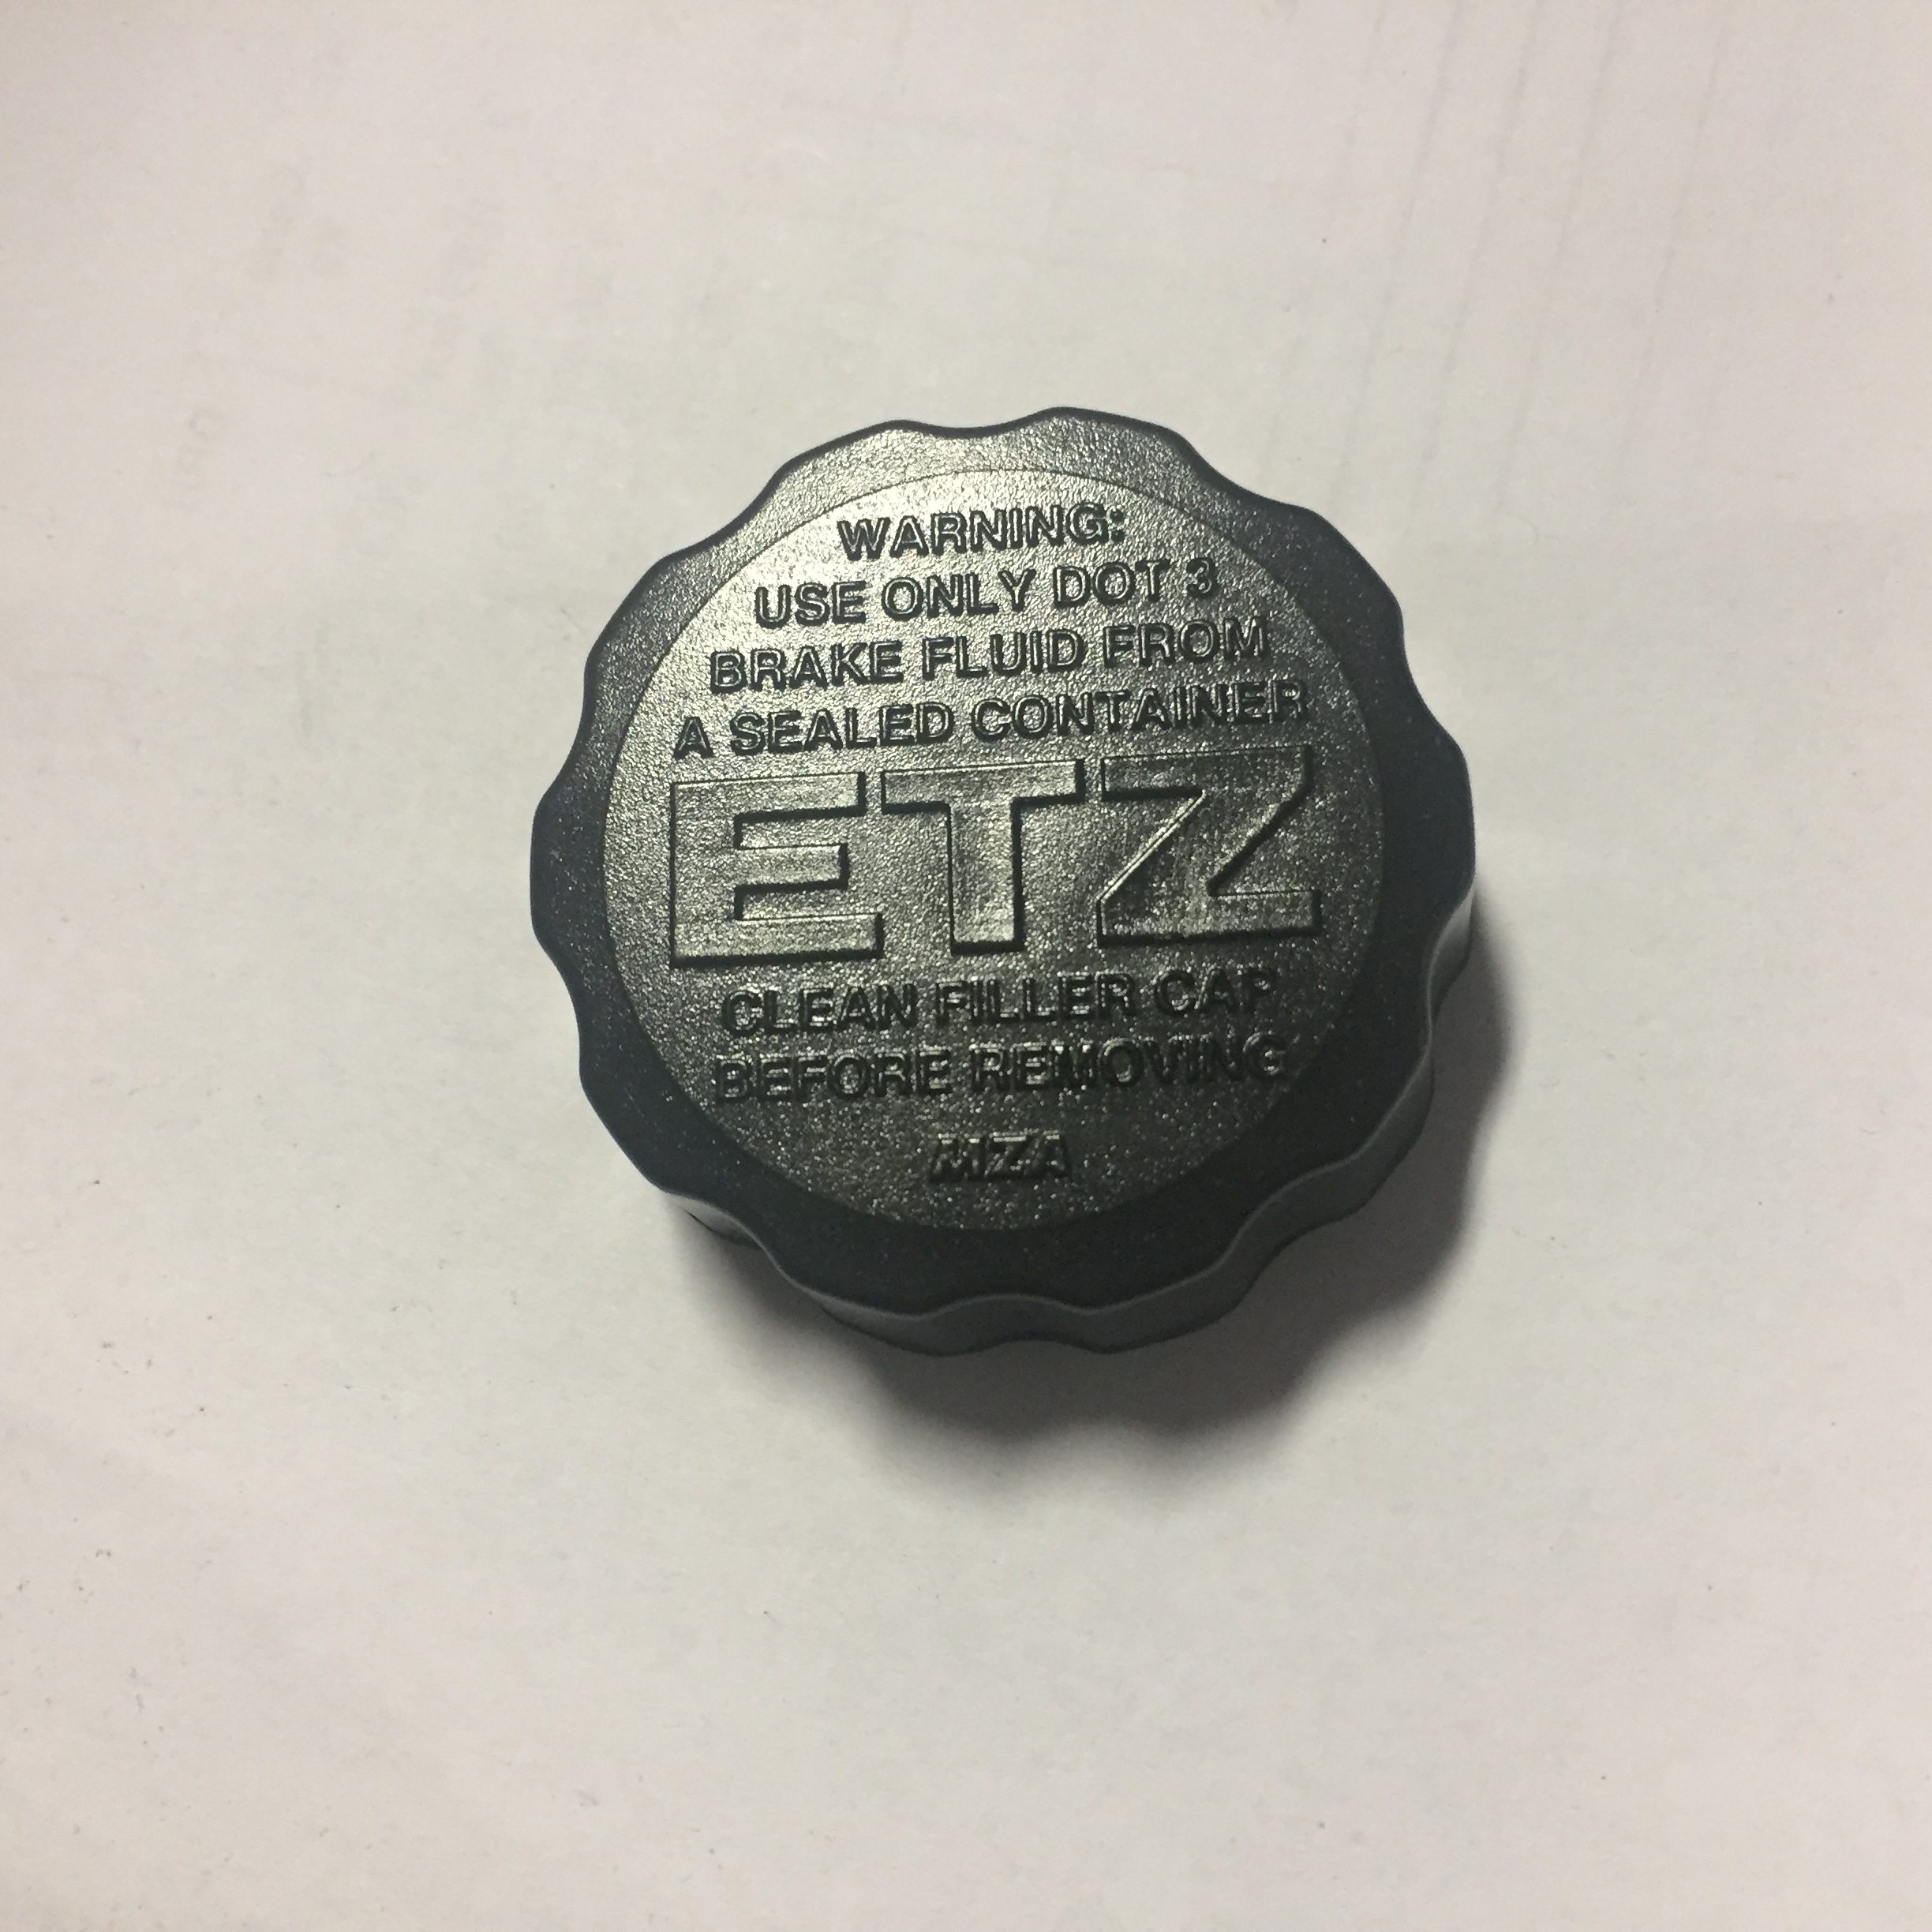 WARNING:
USE ONLY DOT 3
BRAKE FLUID FROM
A SEALED CONTAINER
ETZ
CLEAN FILLER CAP
BEFORE REMOVING
MZA